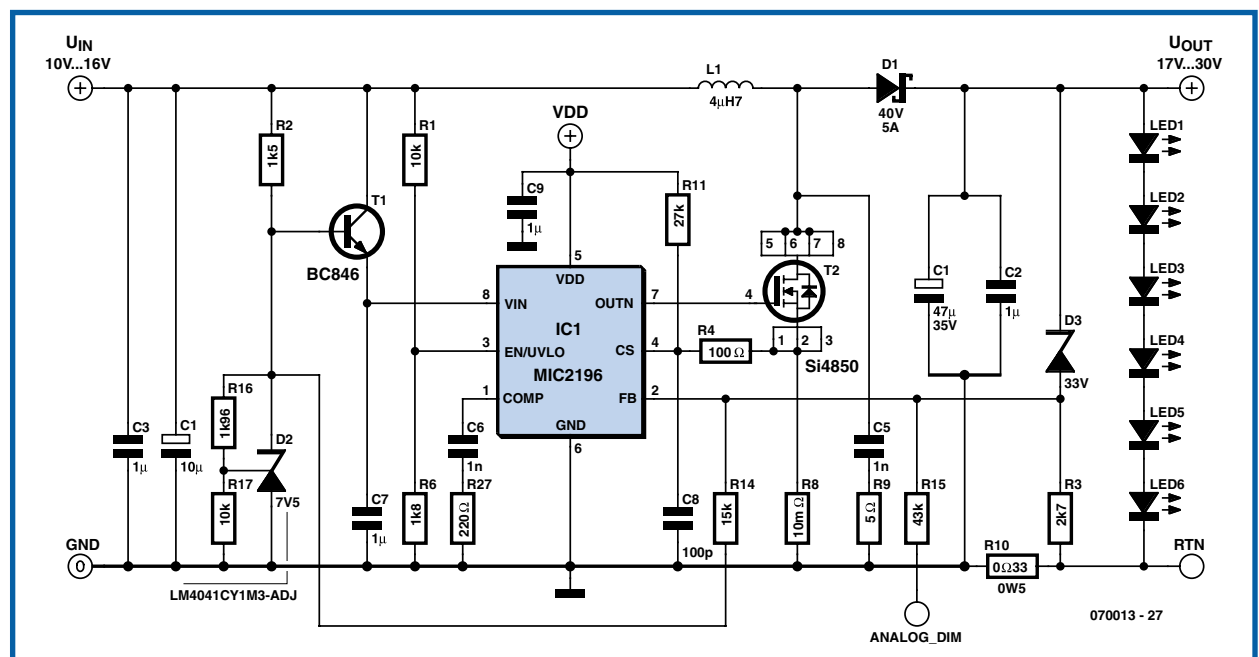 UIN
10V...16V
UOUT
17V...30V
L1
4µH7
D1
40V
5A
VDD
R2
1k5
R1
10k
R11
27k
C9
1µ
T1
BC846
LED1
LED2
LED3
LED4
LED5
LED6
5
VDD
8
VIN
OUTN
7
IC1
3
EN/UVLO
CS
4
MIC2196
1
COMP
FB
2
GND
6
5
6
7
8
T2
4
1
2
3
Si4850
R4
100Ω
C1
47µ
35V
C2
1µ
D3
33V
R16
1k96
D2
7V5
R17
10k
C3
1µ
C1
10µ
C6
1n
R27
220Ω
C7
1µ
R6
1k8
C8
100p
R14
15k
R8
10mΩ
C5
1n
R9
5Ω
R15
43k
R3
2k7
R10
0Ω33
0W5
GND
0
RTN
LM4041CY1M3-ADJ
ANALOG_DIM
070013 - 27